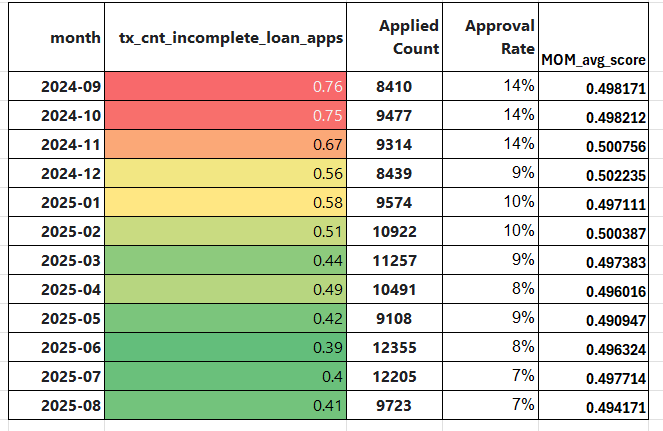 month tx_cnt_incomplete_loan_apps Applied Count Approval Rate MOM_avg_score
2024-09 0.76 8410 14% 0.498171
2024-10 0.75 9477 14% 0.498212
2024-11 0.67 9314 14% 0.500756
2024-12 0.56 8439 9% 0.502235
2025-01 0.58 9574 10% 0.497111
2025-02 0.51 10922 10% 0.500387
2025-03 0.44 11257 9% 0.497383
2025-04 0.49 10491 8% 0.496016
2025-05 0.42 9108 9% 0.490947
2025-06 0.39 12355 8% 0.496324
2025-07 0.4 12205 7% 0.497714
2025-08 0.41 9723 7% 0.494171